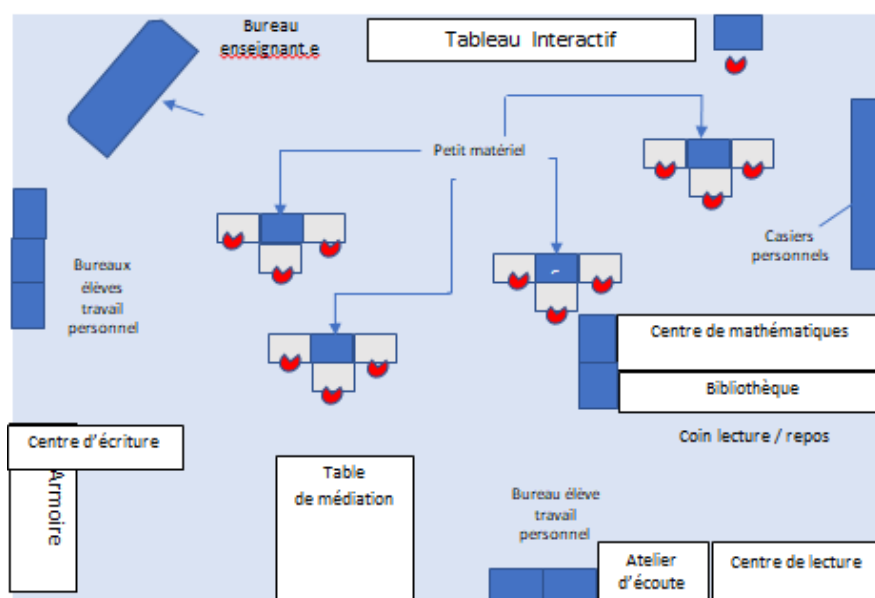 Bureau
enseignant.e
Tableau Interactif
Petit matériel
Casiers
personnels
Bureaux
élèves
travail
personnel
Centre de mathématiques
Bibliothèque
Coin lecture / repos
Centre d'écriture
Armoire
Table
de médiation
Bureau élève
travail
personnel
Atelier
d'écoute
Centre de lecture